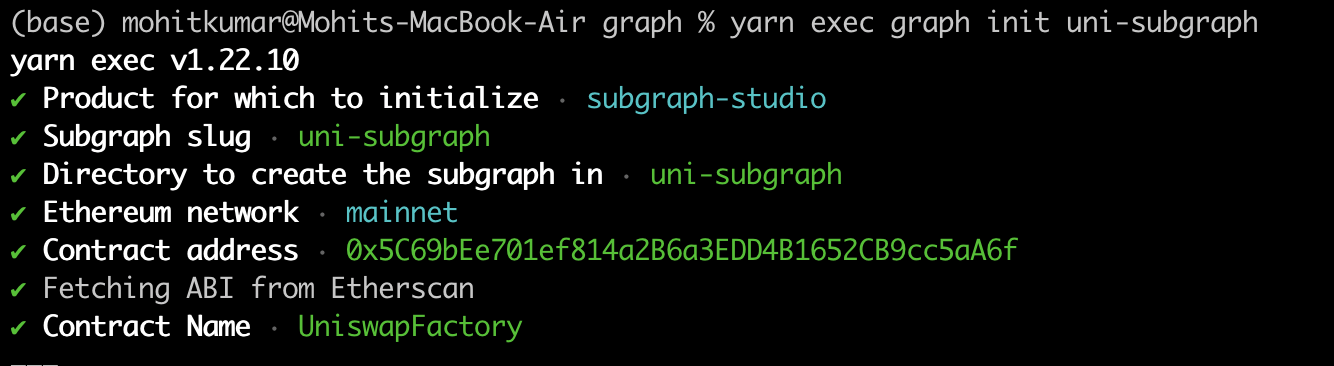 (base) mohitkumar@Mohits-MacBook-Air graph % yarn exec graph init uni-subgraph
yarn exec v1.22.10
✔ Product for which to initialize · subgraph-studio
✔ Subgraph slug · uni-subgraph
✔ Directory to create the subgraph in · uni-subgraph
✔ Ethereum network · mainnet
✔ Contract address · 0x5C69bEe701ef814a2B6a3EDD4B1652CB9cc5aA6f
✔ Fetching ABI from Etherscan
✔ Contract Name · UniswapFactory